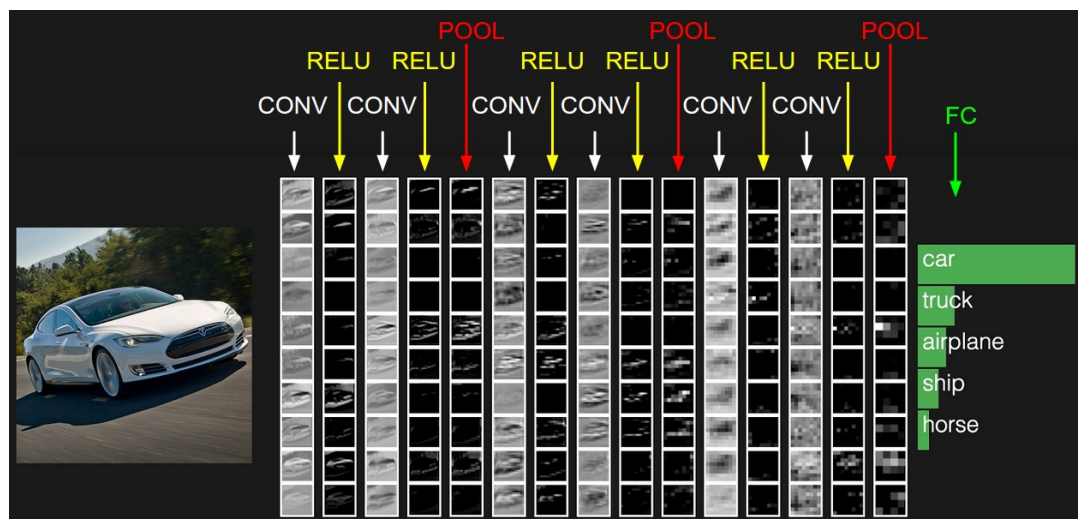 POOL POOL POOL
RELU RELU RELU RELU RELU RELU
CONV CONV CONV CONV CONV CONV
FC
car
truck
airplane
ship
horse